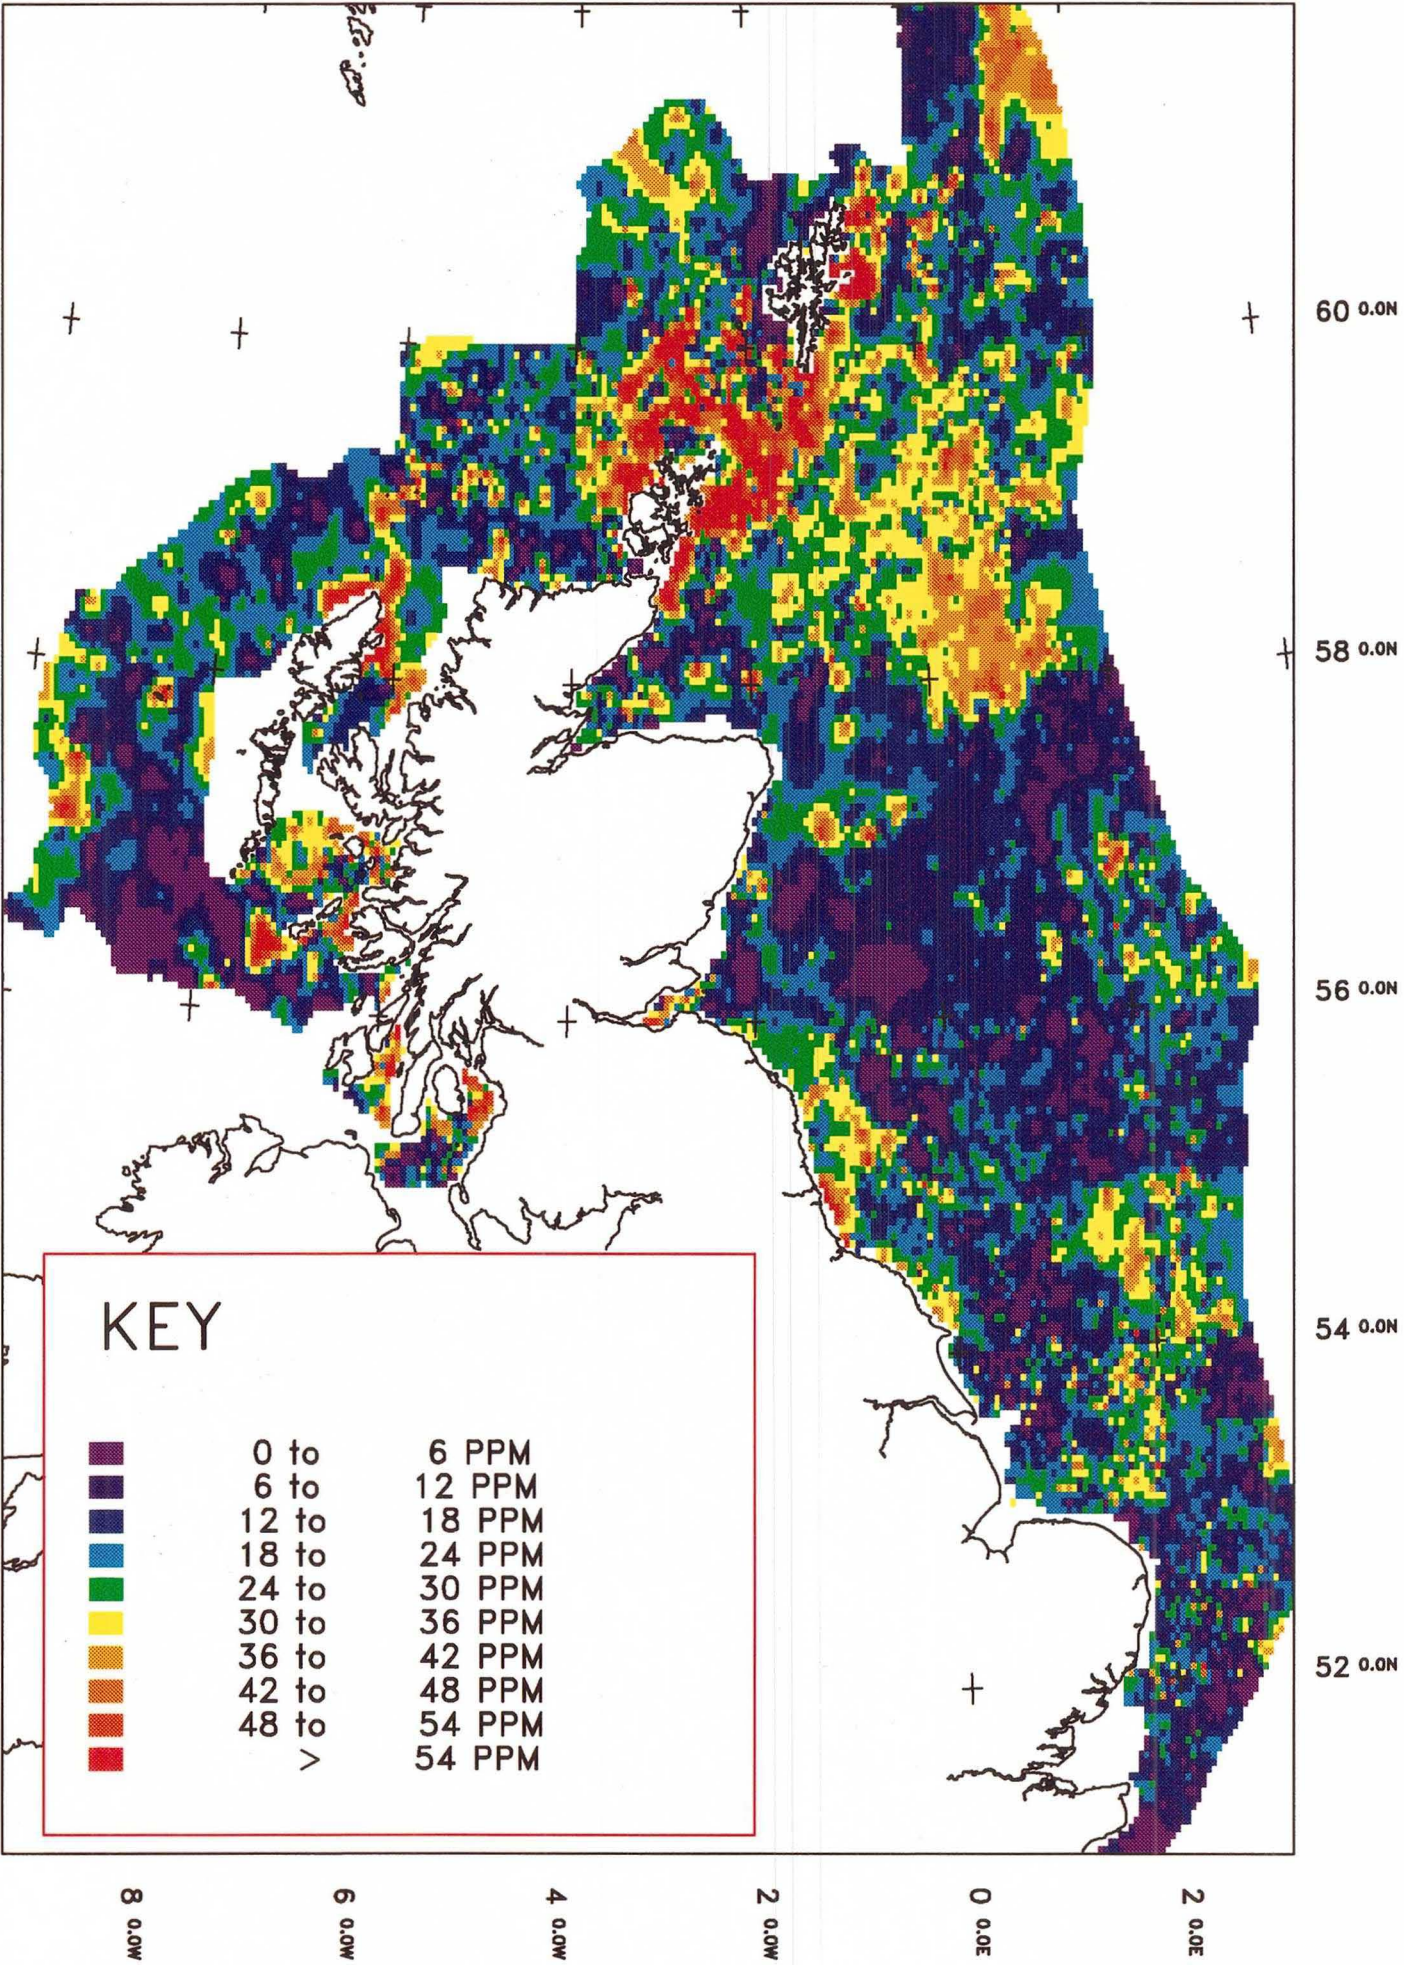 60 0.0N
58 0.0N
56 0.0N
54 0.0N
52 0.0N
KEY
0 to 6 PPM
6 to 12 PPM
12 to 18 PPM
18 to 24 PPM
24 to 30 PPM
30 to 36 PPM
36 to 42 PPM
42 to 48 PPM
48 to 54 PPM
> 54 PPM
8 0.0W
6 0.0W
4 0.0W
2 0.0W
0 0.0E
2 0.0E